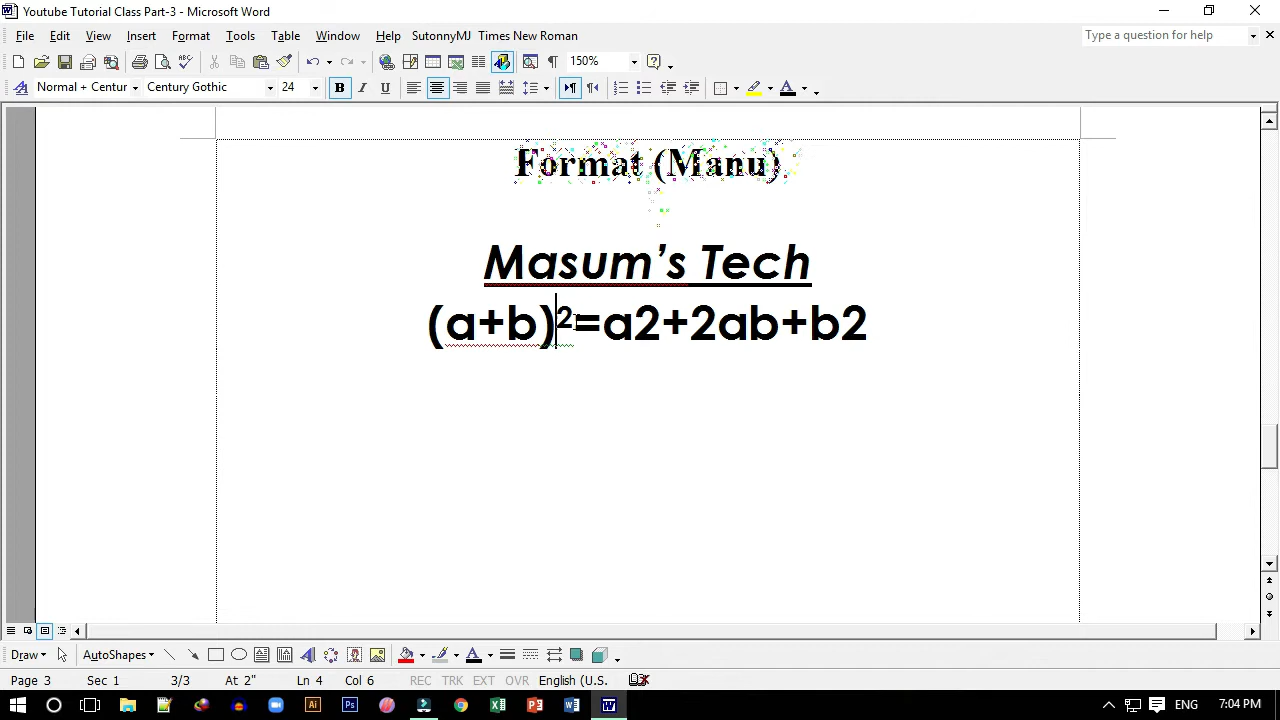 Youtube Tutorial Class Part-3 - Microsoft Word
File Edit View Insert Format Tools Table Window Help SutonnyMJ Times New Roman Type a question for help
150%
Normal + Centur Century Gothic 24 B I U
Format (Manu)
Masum's Tech
(a+b)²=a2+2ab+b2
Draw AutoShapes
Page 3 Sec 1 3/3 At 2" Ln 4 Col 6 REC TRK EXT OVR English (U.S.
ENG 7:04 PM